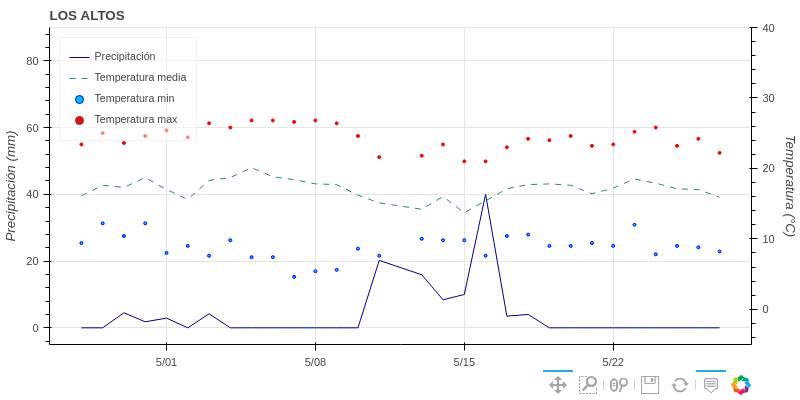 LOS ALTOS
Precipitación
Temperatura media
Temperatura min
Temperatura max
Precipitación (mm)
80
60
40
20
0
Temperatura (°C)
40
30
20
10
0
5/01
5/08
5/15
5/22